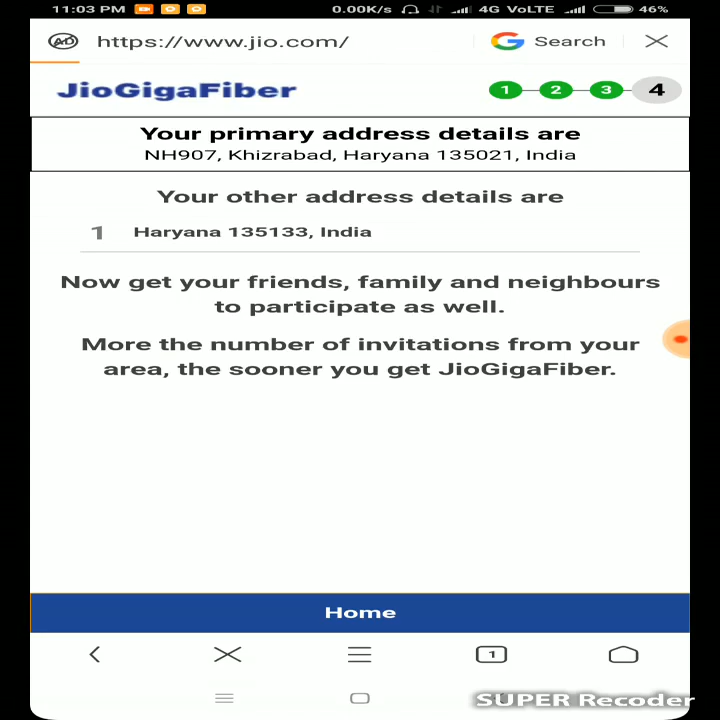 11:03 PM 0.00K/s 4G VoLTE 46%
AD https://www.jio.com/ G Search
JioGigaFiber 1 2 3 4
Your primary address details are
NH907, Khizrabad, Haryana 135021, India
Your other address details are
1 Haryana 135133, India
Now get your friends, family and neighbours
to participate as well.
More the number of invitations from your
area, the sooner you get JioGigaFiber.
Home
1
SUPER Recorder